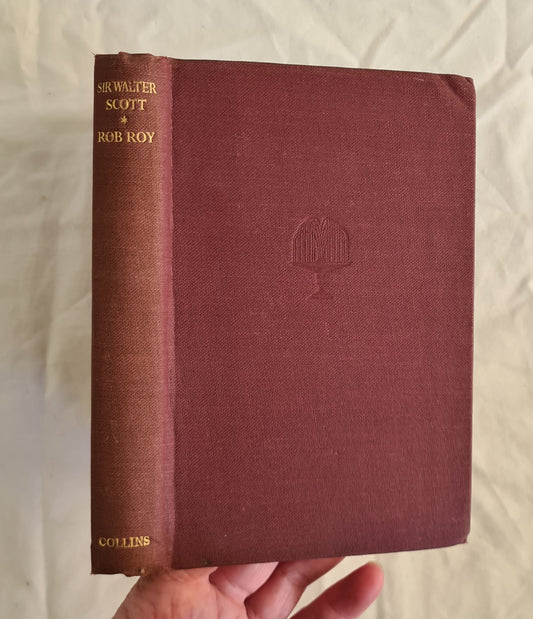 SIR WALTER
SCOTT
*
ROB ROY
COLLINS